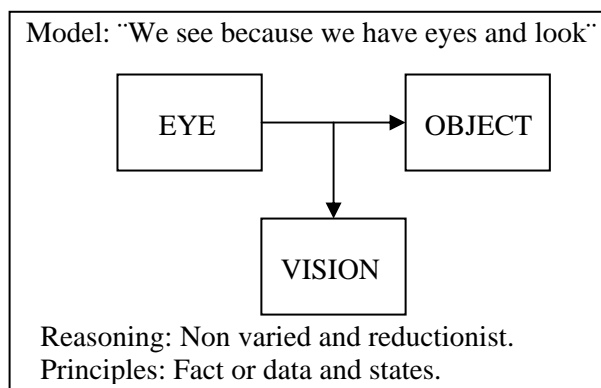 Model: ¨We see because we have eyes and look¨
EYE
OBJECT
VISION
Reasoning: Non varied and reductionist.
Principles: Fact or data and states.